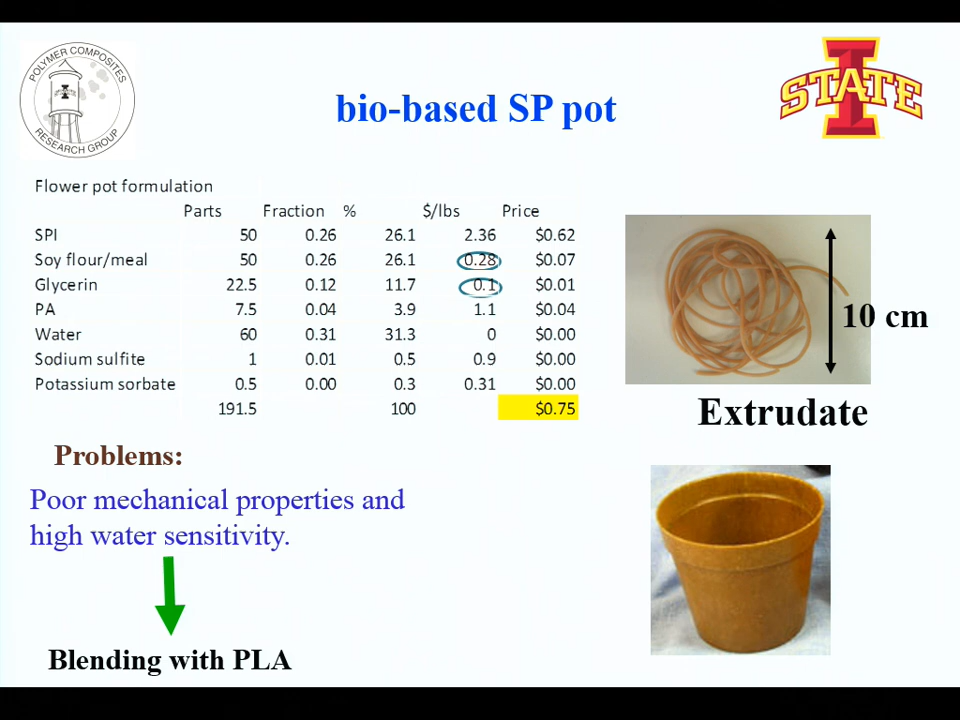 POLYMER COMPOSITES
RESEARCH GROUP
I
STATE
bio-based SP pot
Flower pot formulation
Parts Fraction % $/lbs Price
SPI 50 0.26 26.1 2.36 $0.62
Soy flour/meal 50 0.26 26.1 0.28 $0.07
Glycerin 22.5 0.12 11.7 0.1 $0.01
PA 7.5 0.04 3.9 1.1 $0.04
Water 60 0.31 31.3 0 $0.00
Sodium sulfite 1 0.01 0.5 0.9 $0.00
Potassium sorbate 0.5 0.00 0.3 0.31 $0.00
191.5 100 $0.75
10 cm
Extrudate
Problems:
Poor mechanical properties and
high water sensitivity.
Blending with PLA